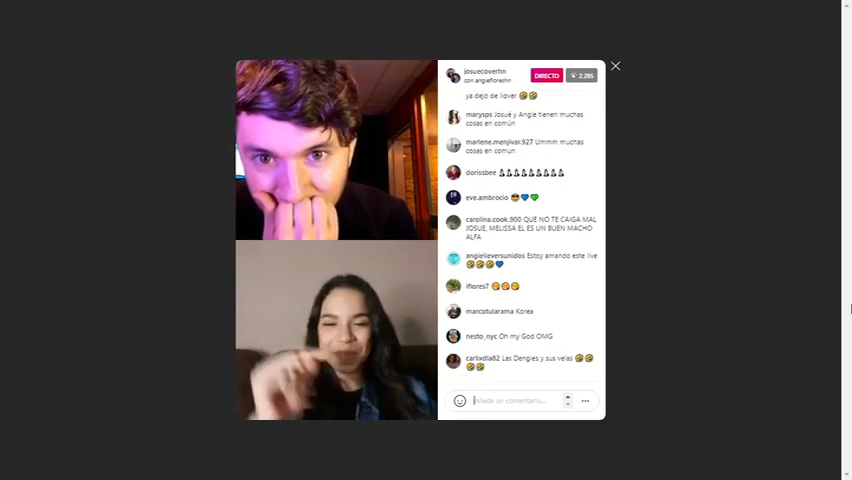 josuecoverhn
con angiefloreshn
DIRECTO
2,285
ya dejo de llover
marysps Josué y Angie tienen muchas
cosas en común
marlene.menjivar.927 Ummm muchas
cosas en comun
dorissbee
eve.ambrocio
carolina.cook.900 QUE NO TE CAIGA MAL
JOSUE, MELISSA EL ES UN BUEN MACHO
ALFA
angielieversunidos Estoy amando este live
iflores7
marcotularama Korea
nesto_nyc Oh my God OMG
carlixdla82 Las Dengies y sus velas
Añade un comentario...